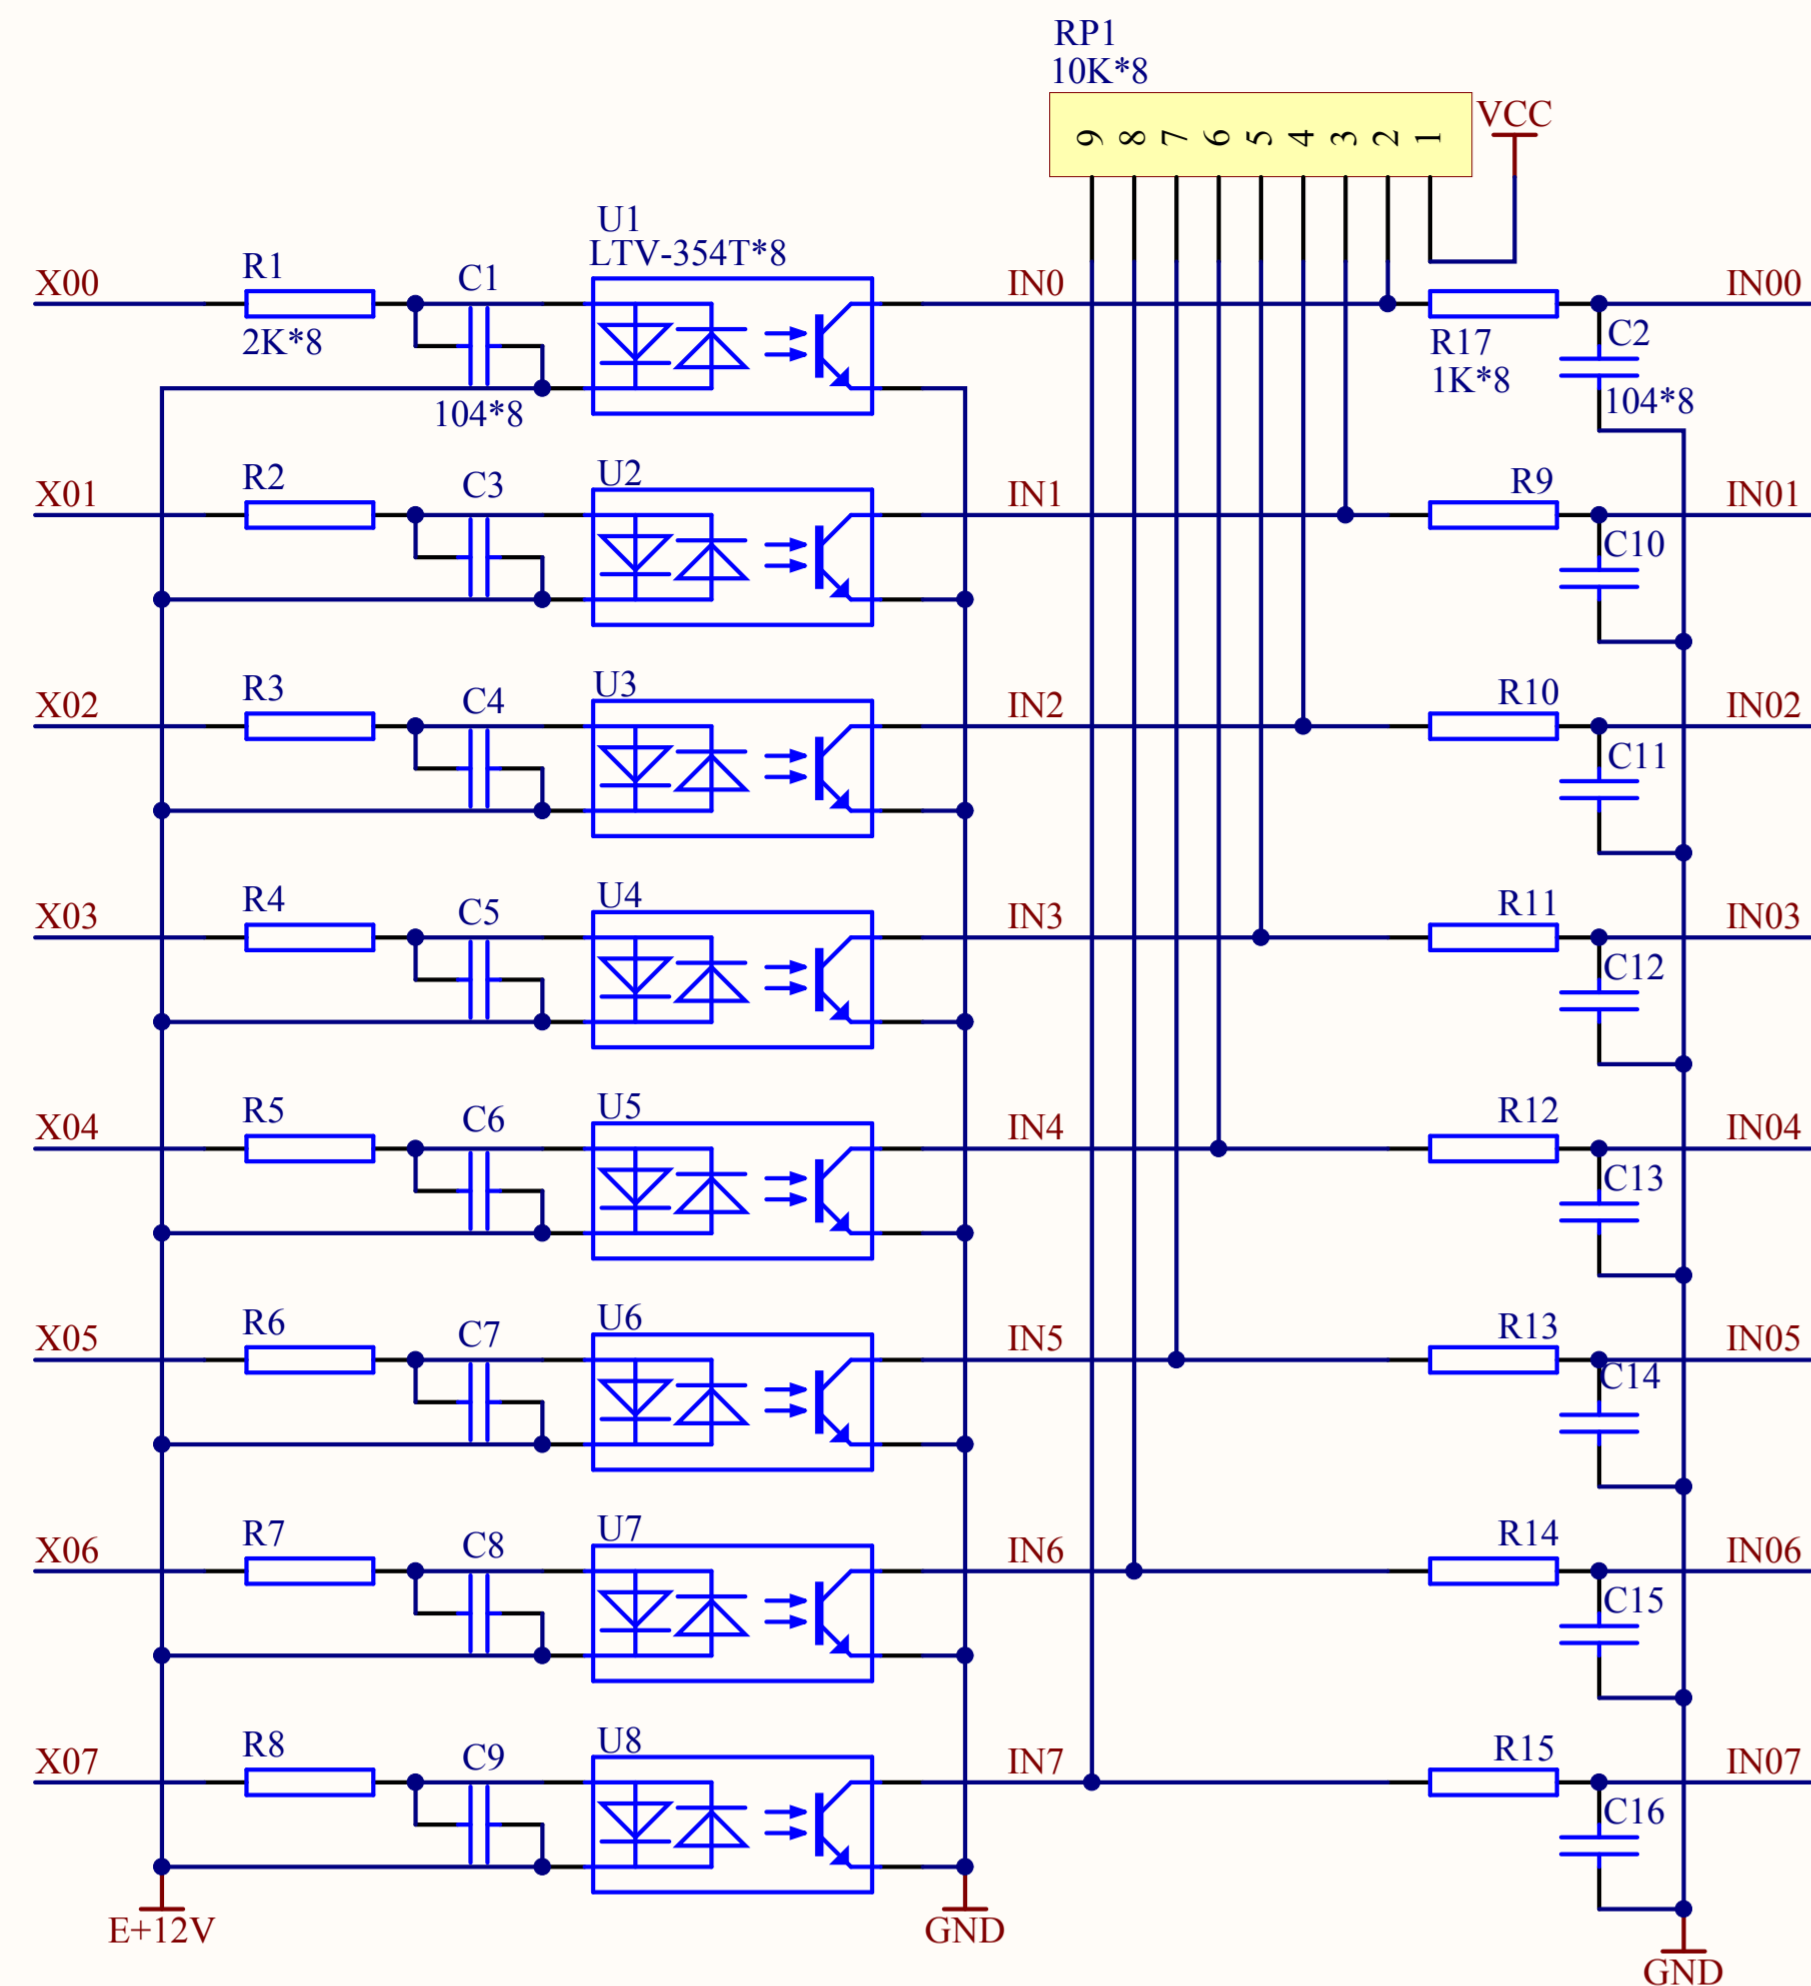 RP1
10K*8
VCC
9 8 7 6 5 4 3 2 1
U1
LTV-354T*8
X00
R1
C1
IN0
IN00
2K*8
R17
C2
1K*8
104*8
104*8
X01
R2
C3
U2
IN1
R9
IN01
C10
X02
R3
C4
U3
IN2
R10
IN02
C11
X03
R4
C5
U4
IN3
R11
IN03
C12
X04
R5
C6
U5
IN4
R12
IN04
C13
X05
R6
C7
U6
IN5
R13
IN05
C14
X06
R7
C8
U7
IN6
R14
IN06
C15
X07
R8
C9
U8
IN7
R15
IN07
C16
E+12V
GND
GND